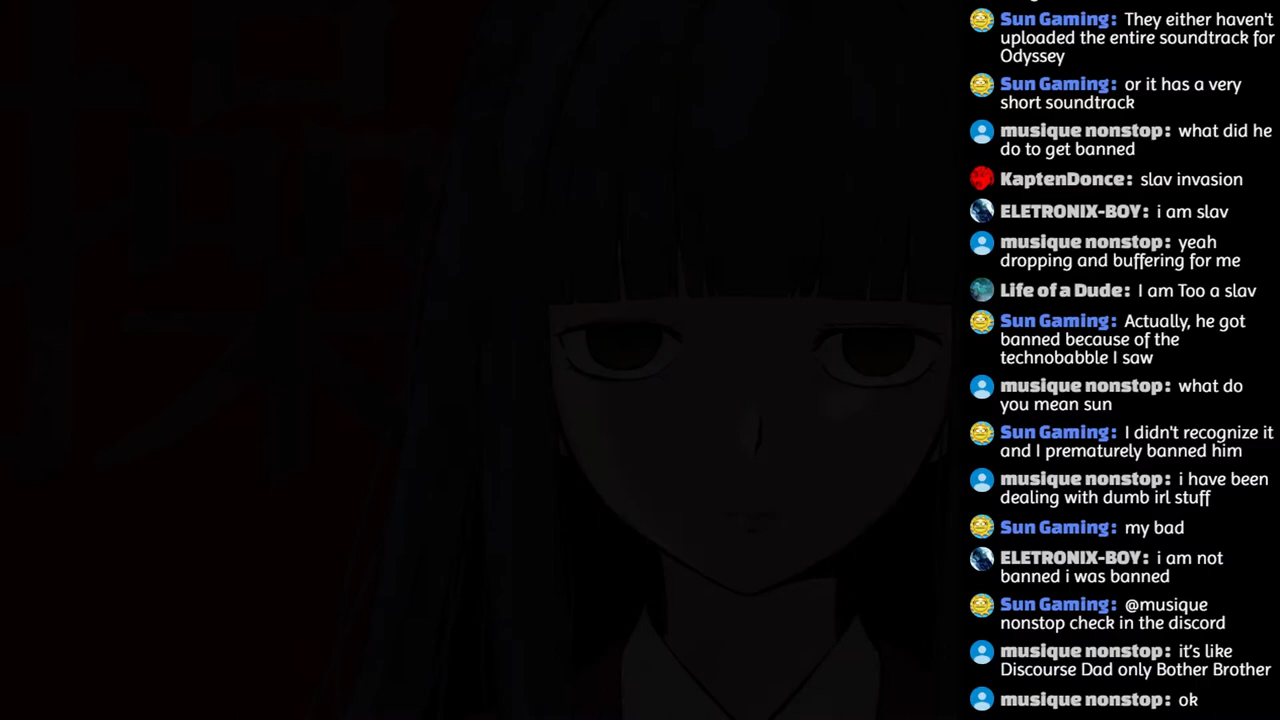 Sun Gaming: They either haven't
uploaded the entire soundtrack for
Odyssey
Sun Gaming: or it has a very
short soundtrack
musique nonstop: what did he
do to get banned
KaptenDonce: slav invasion
ELETRONIX-BOY: i am slav
musique nonstop: yeah
dropping and buffering for me
Life of a Dude: I am Too a slav
Sun Gaming: Actually, he got
banned because of the
technobabble I saw
musique nonstop: what do
you mean sun
Sun Gaming: I didn't recognize it
and I prematurely banned him
musique nonstop: i have been
dealing with dumb irl stuff
Sun Gaming: my bad
ELETRONIX-BOY: i am not
banned i was banned
Sun Gaming: @musique
nonstop check in the discord
musique nonstop: it's like
Discourse Dad only Bother Brother
musique nonstop: ok